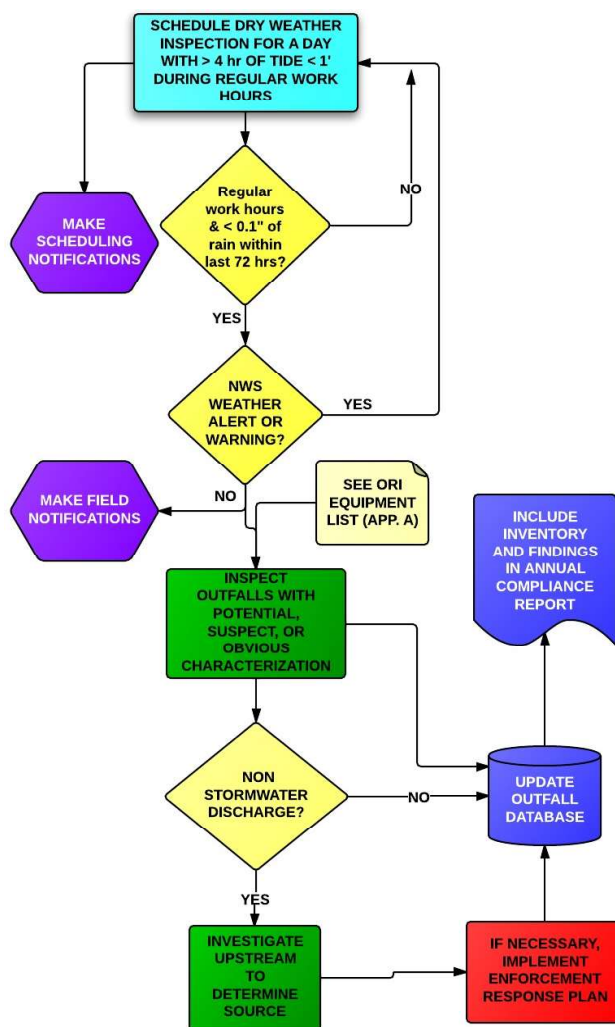 SCHEDULE DRY WEATHER
INSPECTION FOR A DAY
WITH > 4 hr OF TIDE < 1'
DURING REGULAR WORK
HOURS
NO
MAKE
SCHEDULING
NOTIFICATIONS
Regular
work hours
& < 0.1" of
rain within
last 72 hrs?
YES
NWS
WEATHER
ALERT OR
WARNING?
YES
NO
MAKE FIELD
NOTIFICATIONS
SEE ORI
EQUIPMENT
LIST (APP. A)
INCLUDE
INVENTORY
AND FINDINGS
IN ANNUAL
COMPLIANCE
REPORT
INSPECT
OUTFALLS WITH
POTENTIAL,
SUSPECT, OR
OBVIOUS
CHARACTERIZATION
NON
STORMWATER
DISCHARGE?
NO
UPDATE
OUTFALL
DATABASE
YES
INVESTIGATE
UPSTREAM
TO
DETERMINE
SOURCE
IF NECESSARY,
IMPLEMENT
ENFORCEMENT
RESPONSE PLAN